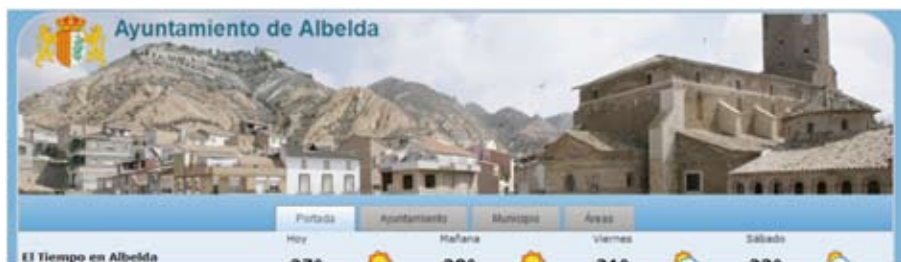 Ayuntamiento de Albelda
Portada Ayuntamiento Municipio Áreas
Hoy Mañana Viernes Sábado
El Tiempo en Albelda